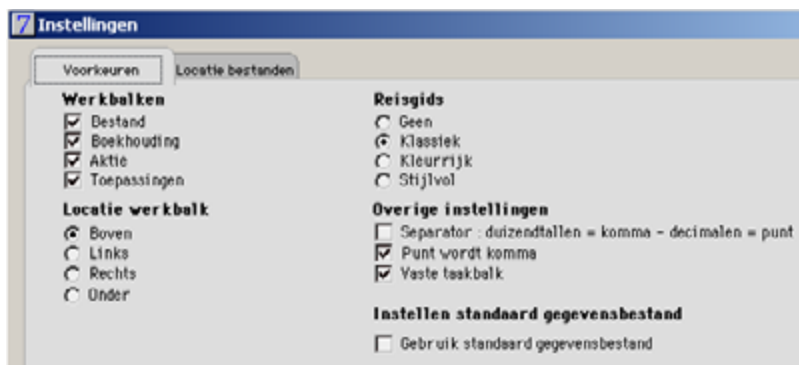 7 Instellingen
Voorkeuren
Locatie bestanden
Werkbalken
Bestand
Boekhouding
Aktie
Toepassingen
Locatie werkbalk
Boven
Links
Rechts
Onder
Reisgids
Geen
Klassiek
Kleurrijk
Stijlvol
Overige instellingen
Separator : duizendtallen = komma - decimalen = punt
Punt wordt komma
Vaste taakbalk
Instellen standaard gegevensbestand
Gebruik standaard gegevensbestand